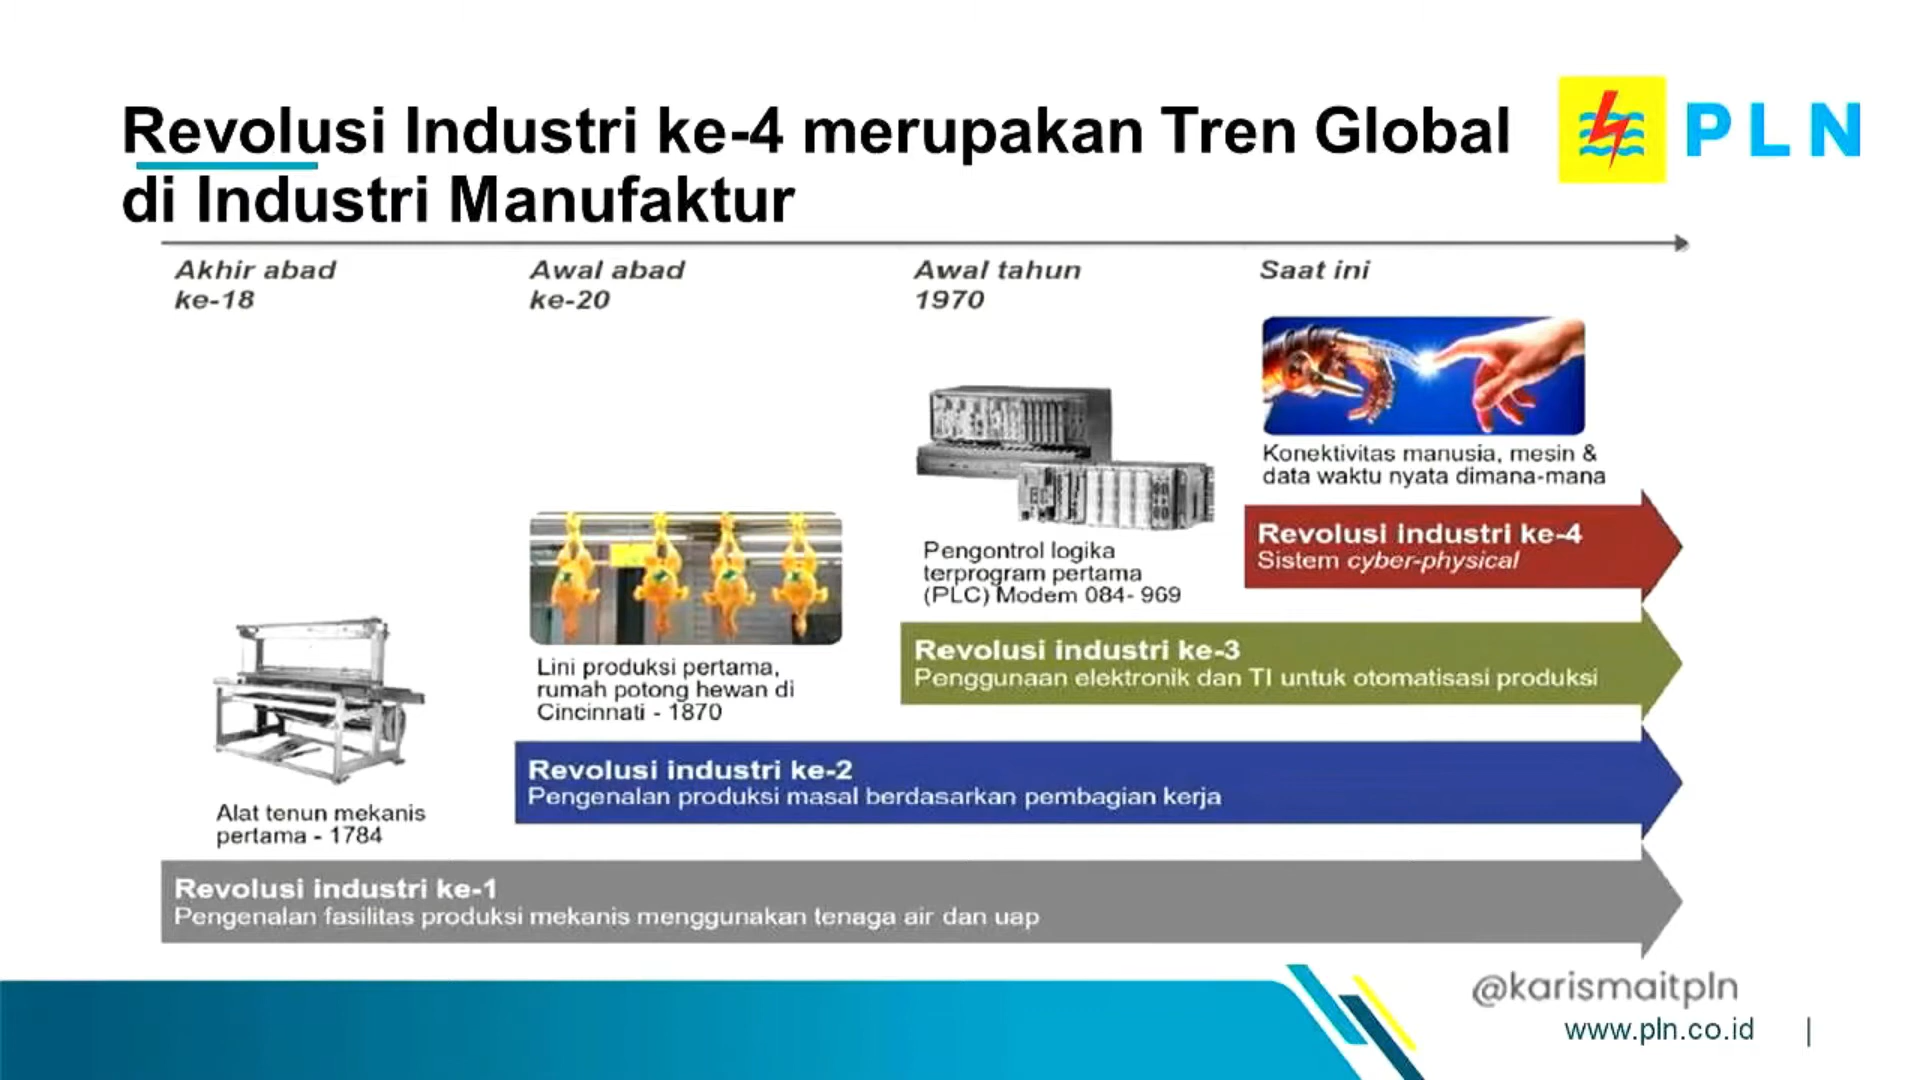 Revolusi Industri ke-4 merupakan Tren Global
di Industri Manufaktur
PLN
Akhir abad
ke-18
Awal abad
ke-20
Awal tahun
1970
Saat ini
Konektivitas manusia, mesin &
data waktu nyata dimana-mana
Revolusi industri ke-4
Sistem cyber-physical
Pengontrol logika
terprogram pertama
(PLC) Modem 084- 969
Revolusi industri ke-3
Penggunaan elektronik dan TI untuk otomatisasi produksi
Lini produksi pertama,
rumah potong hewan di
Cincinnati - 1870
Revolusi industri ke-2
Pengenalan produksi masal berdasarkan pembagian kerja
Alat tenun mekanis
pertama - 1784
Revolusi industri ke-1
Pengenalan fasilitas produksi mekanis menggunakan tenaga air dan uap
@karismaitpln
www.pln.co.id |